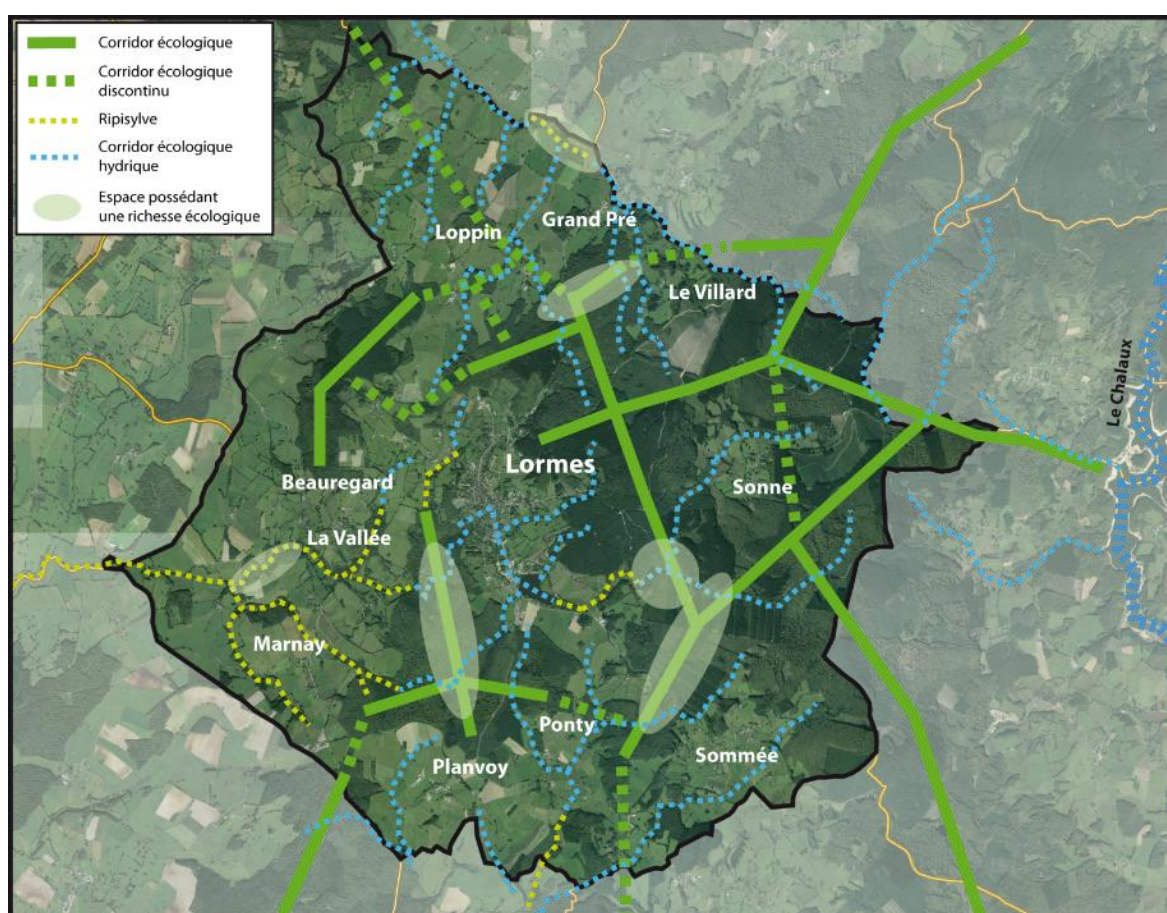 Corridor écologique
Corridor écologique
discontinu
Ripisylve
Corridor écologique
hydrique
Espace possédant
une richesse écologique
Grand Pré
Loppin
Le Villard
Le Chalaux
Lormes
Beauregard
Sonne
La Vallée
Marnay
Ponty
Planvoy
Sommée